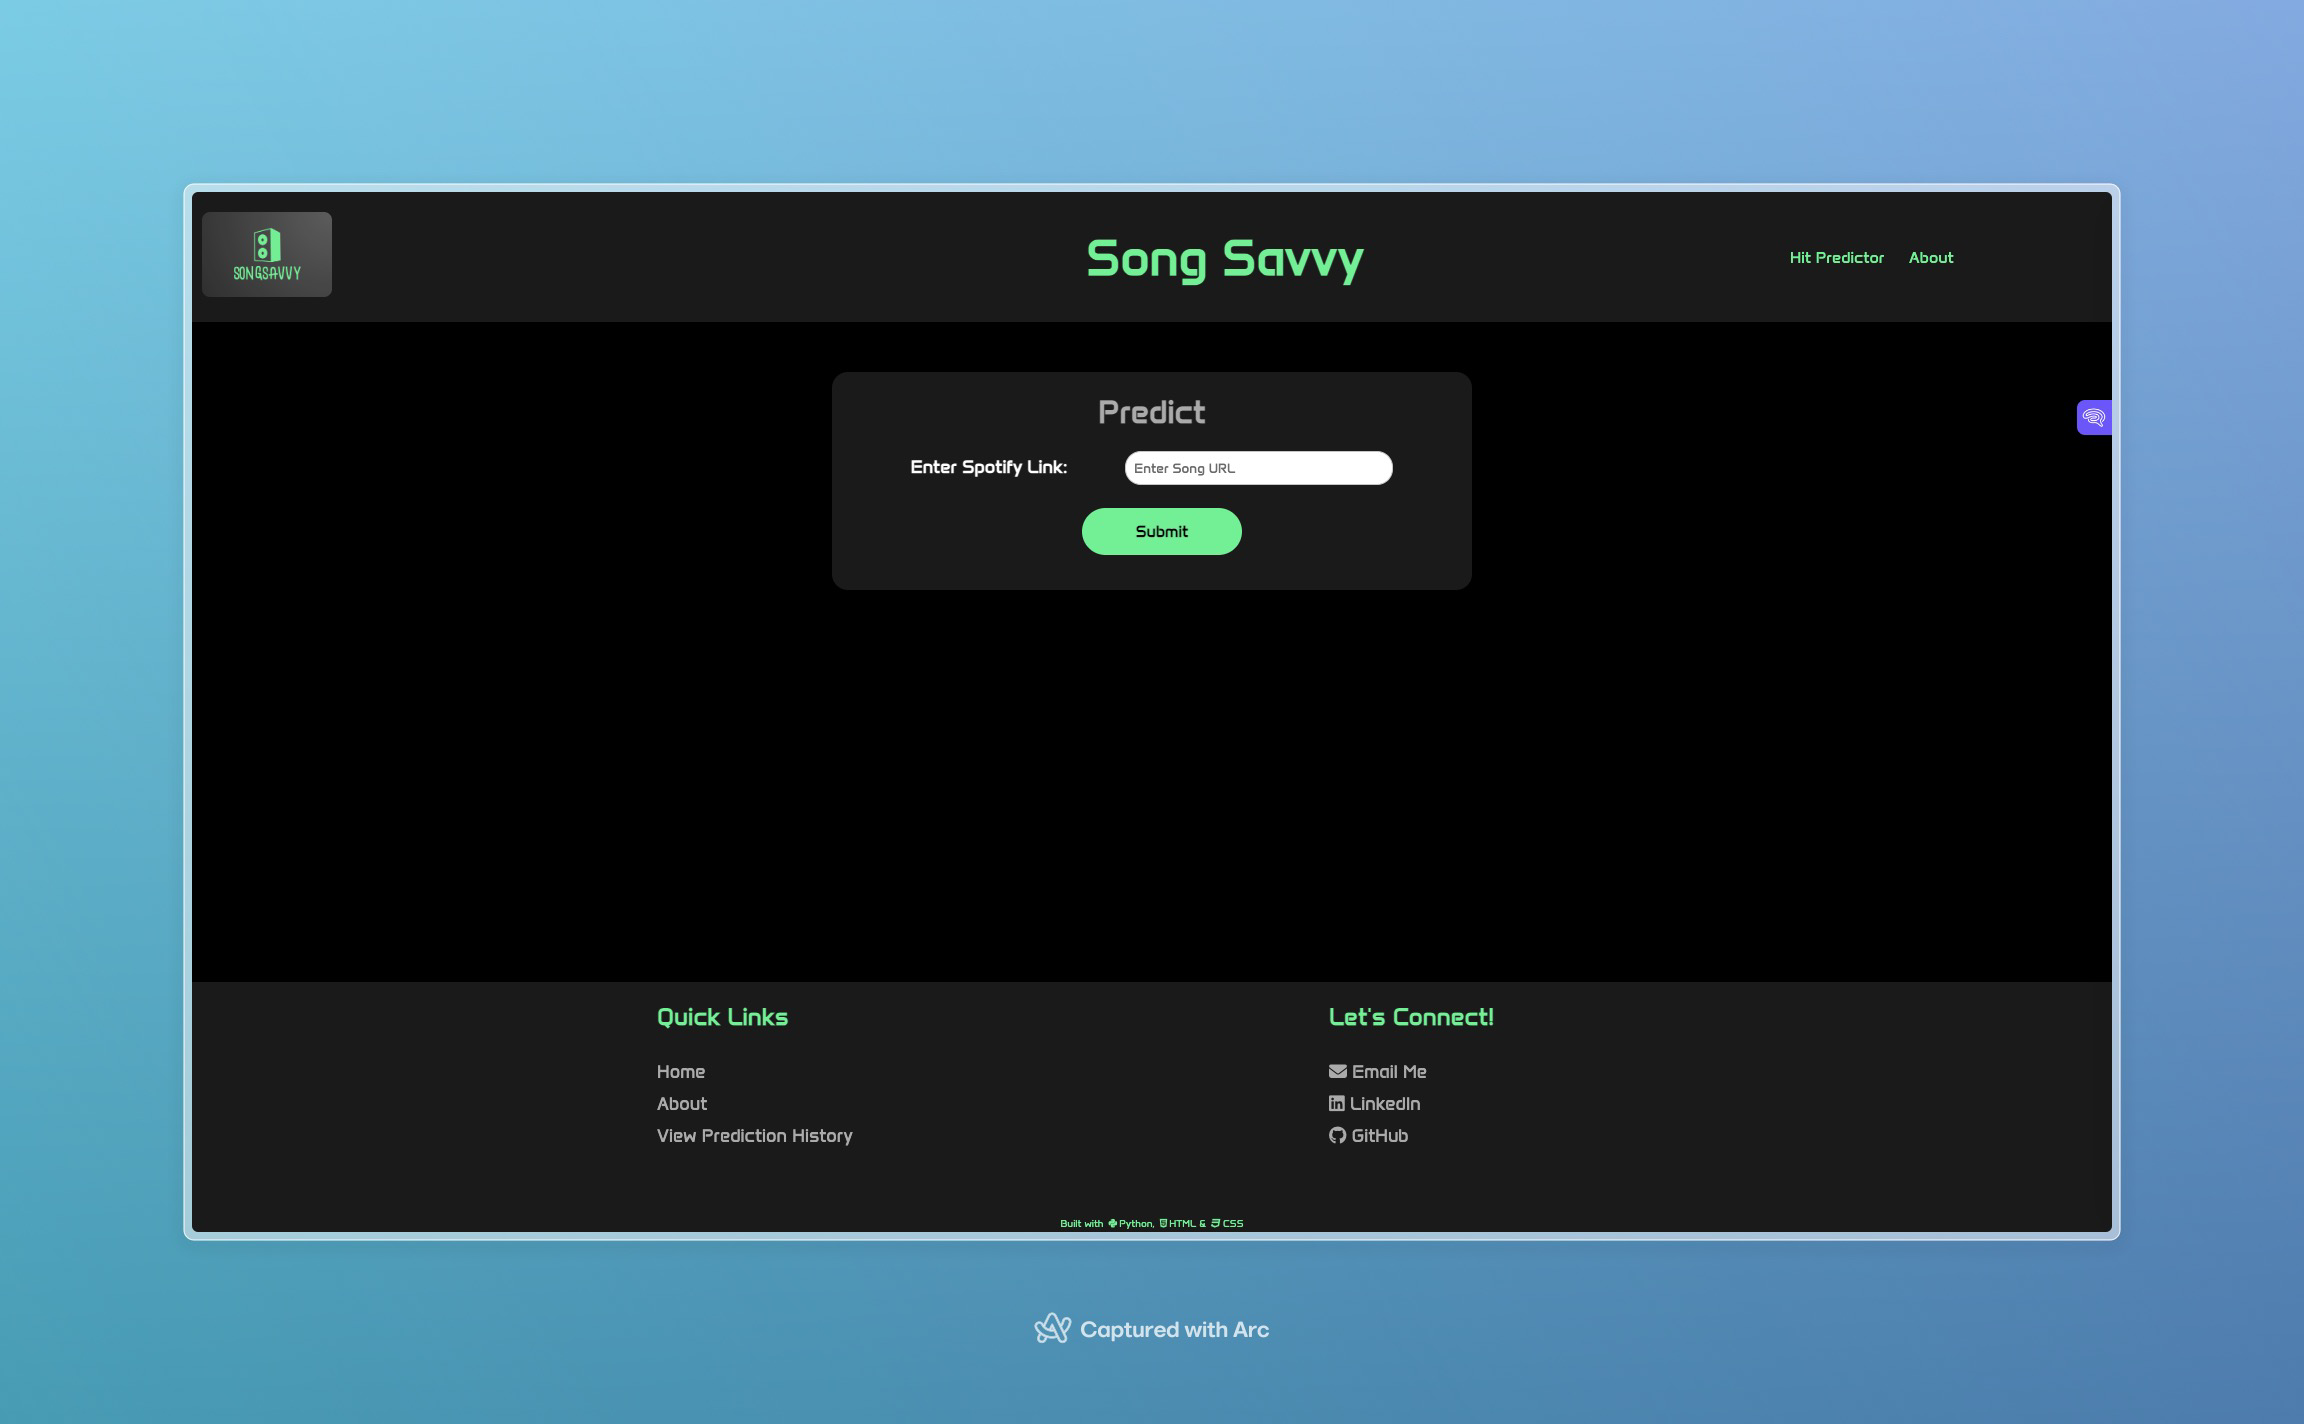 SONGSAVVY
Song Savvy
Hit Predictor
About
Predict
Enter Spotify Link:
Enter Song URL
Submit
Quick Links
Home
About
View Prediction History
Let's Connect!
Email Me
LinkedIn
GitHub
Built with Python, HTML & CSS
Captured with Arc